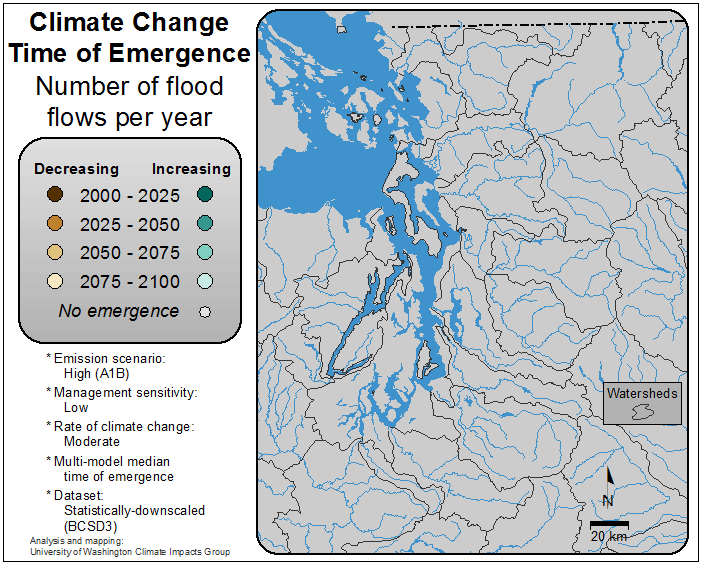 Climate Change
Time of Emergence
Number of flood
flows per year
Decreasing Increasing
2000 - 2025
2025 - 2050
2050 - 2075
2075 - 2100
No emergence
* Emission scenario:
High (A1B)
* Management sensitivity:
Low
* Rate of climate change:
Moderate
* Multi-model median
time of emergence
* Dataset:
Statistically-downscaled
(BCSD3)
Analysis and mapping:
University of Washington Climate Impacts Group
Watersheds
N
20 km